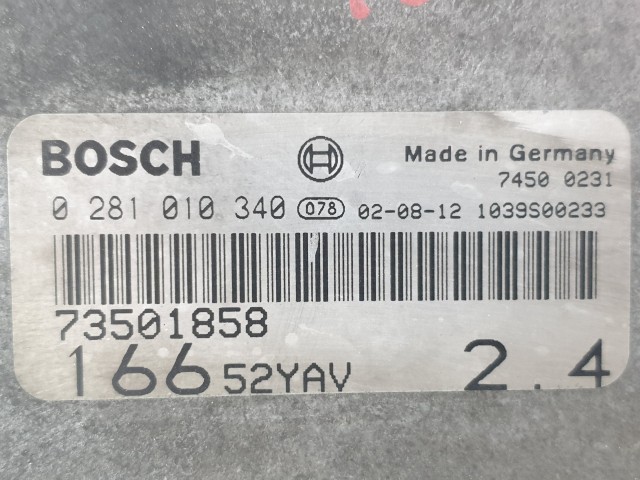 BOSCH Made in Germany
7450 0231
0 281 010 340 078 02-08-12 1039S00233
73501858
166 52YAV 2.4